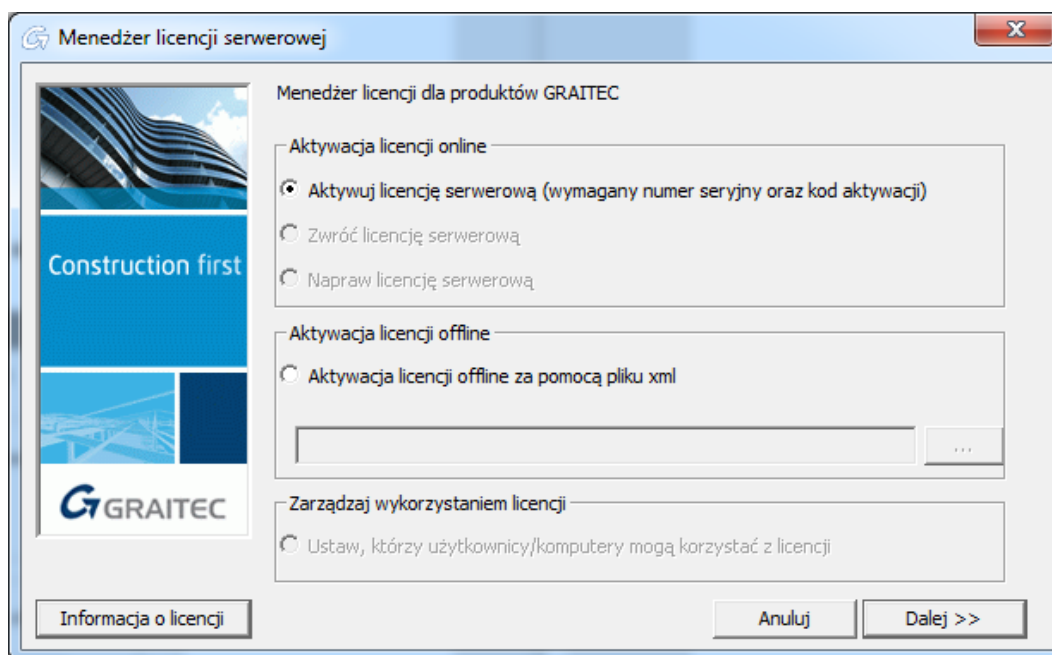 Menedżer licencji serwerowej
Menedżer licencji dla produktów GRAITEC
Aktywacja licencji online
Aktywuj licencję serwerową (wymagany numer seryjny oraz kod aktywacji)
Zwróć licencję serwerową
Napraw licencję serwerową
Construction first
Aktywacja licencji offline
Aktywacja licencji offline za pomocą pliku xml
...
GRAITEC
Zarządzaj wykorzystaniem licencji
Ustaw, którzy użytkownicy/komputery mogą korzystać z licencji
Informacja o licencji
Anuluj
Dalej >>